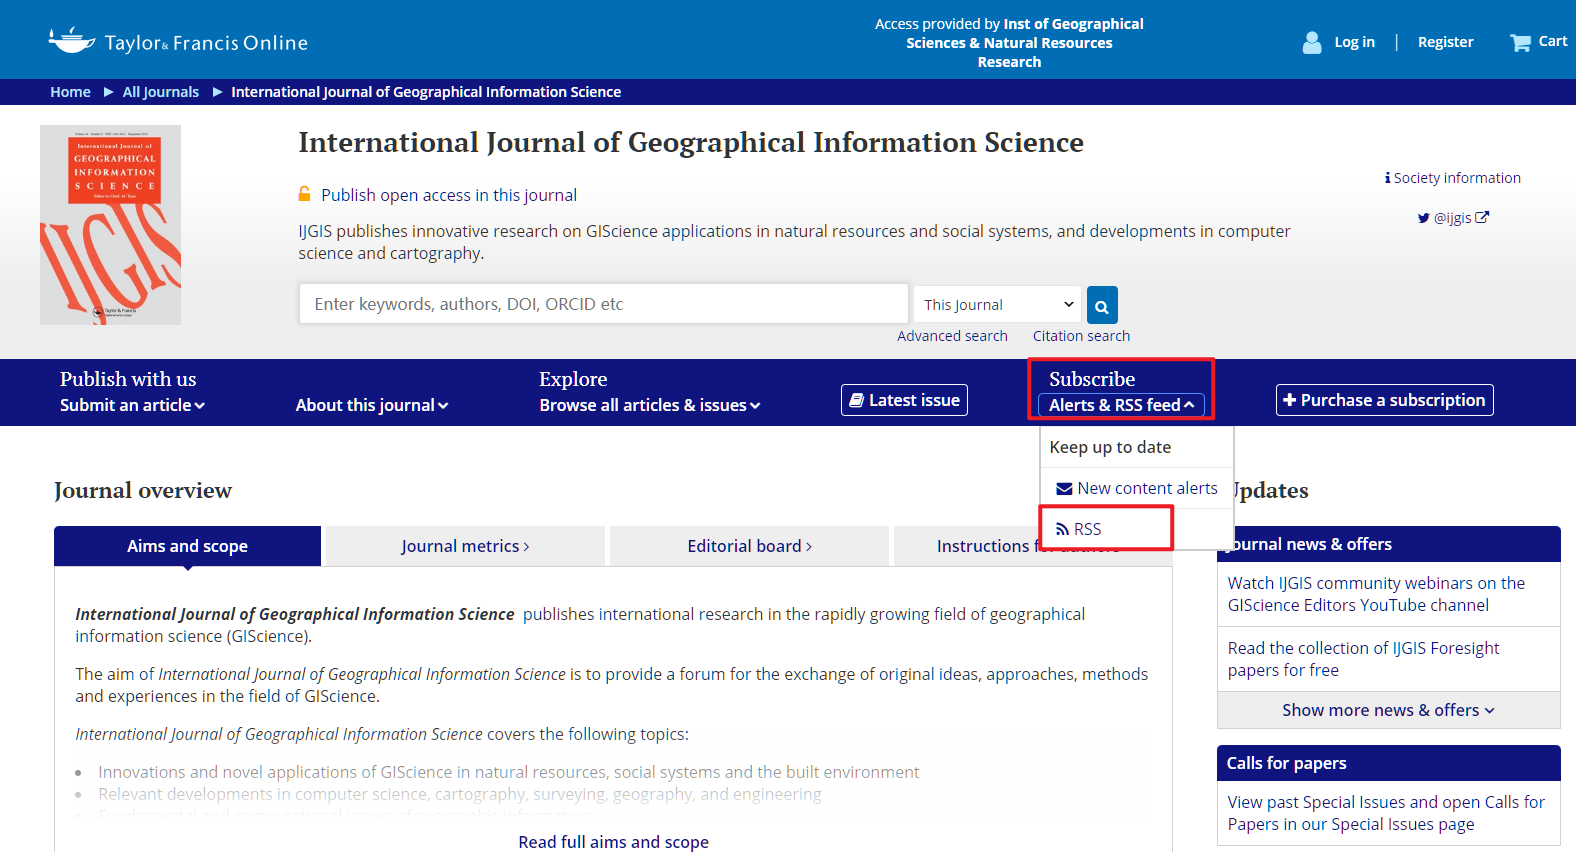 Taylor & Francis Online
Access provided by Inst of Geographical
Sciences & Natural Resources
Research
Log in
Register
Cart
Home
All Journals
International Journal of Geographical Information Science
International Journal of
GEOGRAPHICAL
INFORMATION
SCIENCE
IJGIS
Taylor & Francis
International Journal of Geographical Information Science
Publish open access in this journal
IJGIS publishes innovative research on GIScience applications in natural resources and social systems, and developments in computer
science and cartography.
Society information
@ijgis
Enter keywords, authors, DOI, ORCID etc
This Journal
Advanced search
Citation search
Publish with us
Submit an article
About this journal
Explore
Browse all articles & issues
Latest issue
Subscribe
Alerts & RSS feed
Purchase a subscription
Keep up to date
New content alerts
RSS
Journal overview
Aims and scope
Journal metrics
Editorial board
Instructions for authors
International Journal of Geographical Information Science publishes international research in the rapidly growing field of geographical
information science (GIScience).
The aim of International Journal of Geographical Information Science is to provide a forum for the exchange of original ideas, approaches, methods
and experiences in the field of GIScience.
International Journal of Geographical Information Science covers the following topics:
Innovations and novel applications of GIScience in natural resources, social systems and the built environment
Relevant developments in computer science, cartography, surveying, geography, and engineering
Fundamental and computational issues of geographic information
Read full aims and scope
Updates
Journal news & offers
Watch IJGIS community webinars on the
GIScience Editors YouTube channel
Read the collection of IJGIS Foresight
papers for free
Show more news & offers
Calls for papers
View past Special Issues and open Calls for
Papers in our Special Issues page